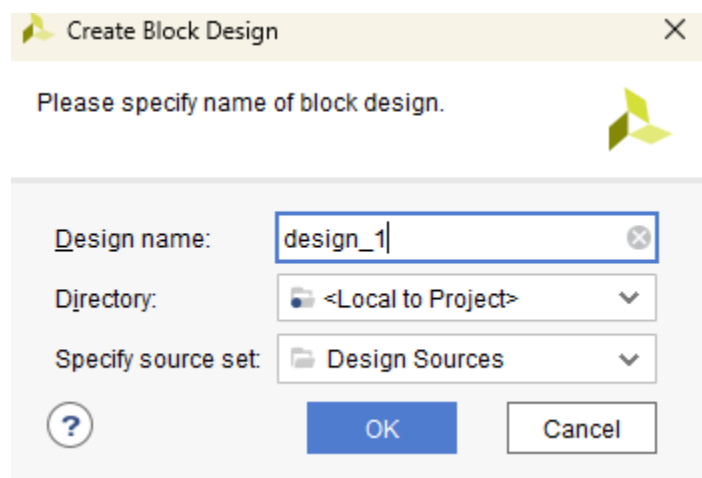 Create Block Design
Please specify name of block design.
Design name: design_1
Directory: <Local to Project>
Specify source set: Design Sources
? OK Cancel